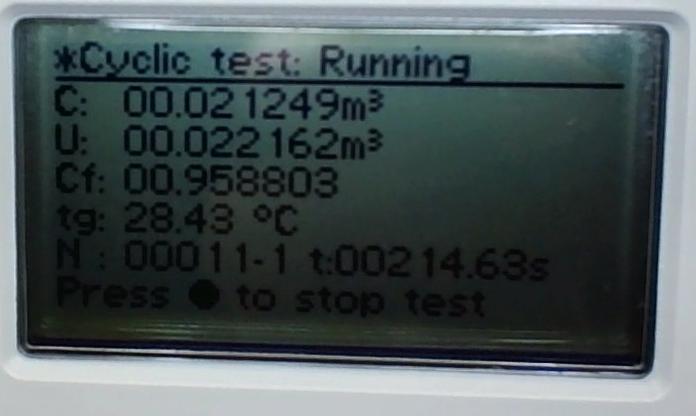 *Cyclic test: Running
C: 00.021249m³
U: 00.022162m³
Cf: 00.958803
tg: 28.43 °C
N : 00011-1 t:00214.63s
Press ● to stop test